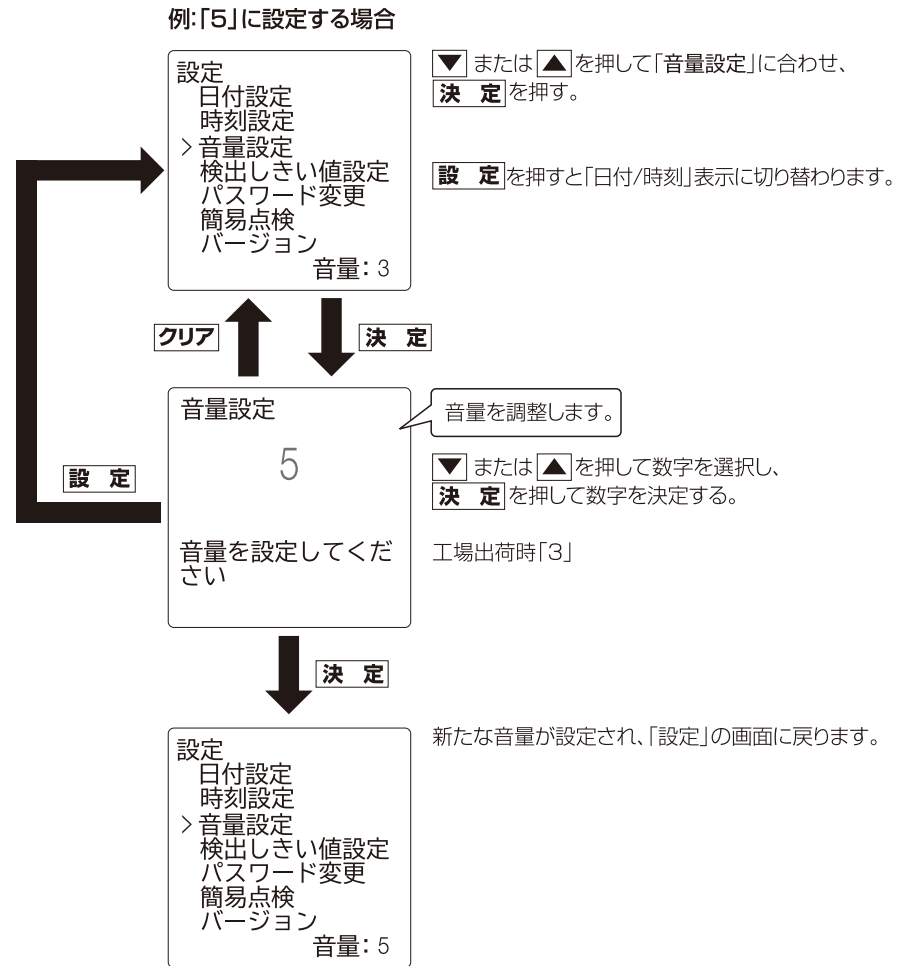 例:「5」に設定する場合
設定
日付設定
時刻設定
>音量設定
検出しきい値設定
パスワード変更
簡易点検
バージョン
音量：3
▼ または ▲ を押して「音量設定」に合わせ、
決 定 を押す。
設 定 を押すと「日付/時刻」表示に切り替わります。
クリア
決 定
音量設定
5
音量を設定してくだ
さい
音量を調整します。
▼ または ▲ を押して数字を選択し、
決 定 を押して数字を決定する。
工場出荷時「3」
設 定
決 定
設定
日付設定
時刻設定
>音量設定
検出しきい値設定
パスワード変更
簡易点検
バージョン
音量：5
新たな音量が設定され、「設定」の画面に戻ります。